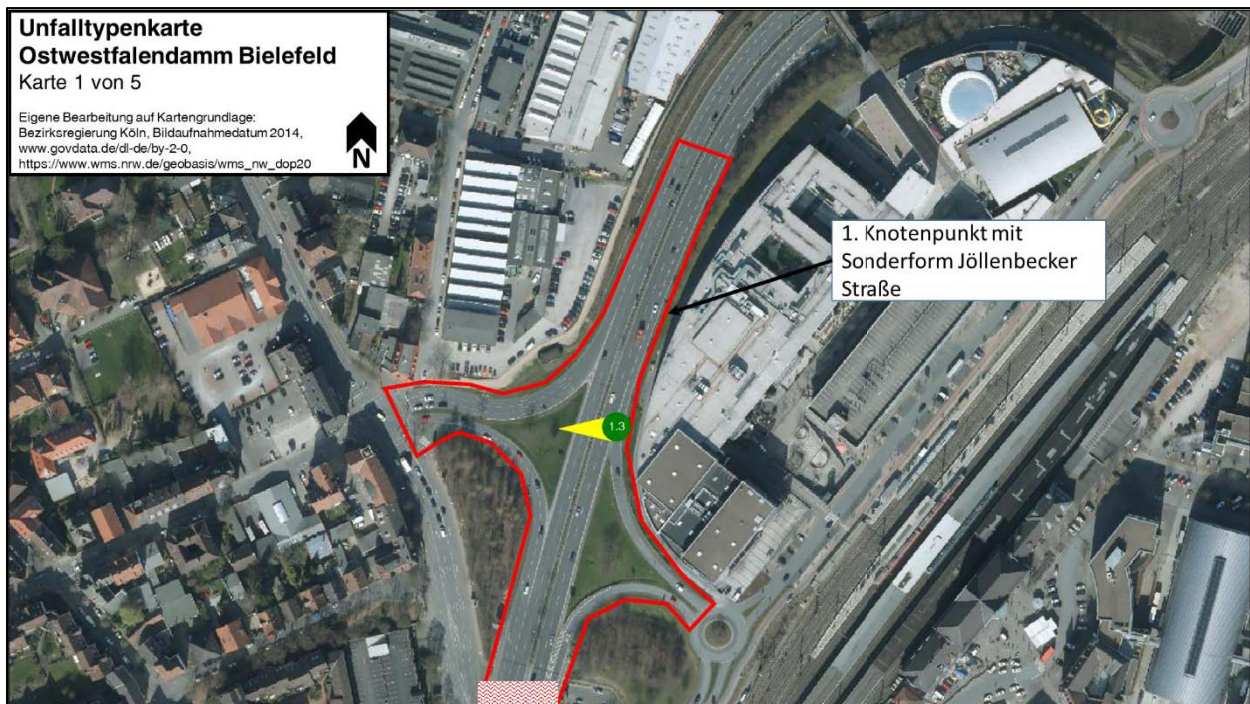 Unfalltypenkarte
Ostwestfalendamm Bielefeld
Karte 1 von 5
Eigene Bearbeitung auf Kartengrundlage:
Bezirksregierung Köln, Bildaufnahmedatum 2014,
www.govdata.de/dl-de/by-2-0,
https://www.wms.nrw.de/geobasis/wms_nw_dop20
N
1. Knotenpunkt mit
Sonderform Jöllenbecker
Straße
1.3